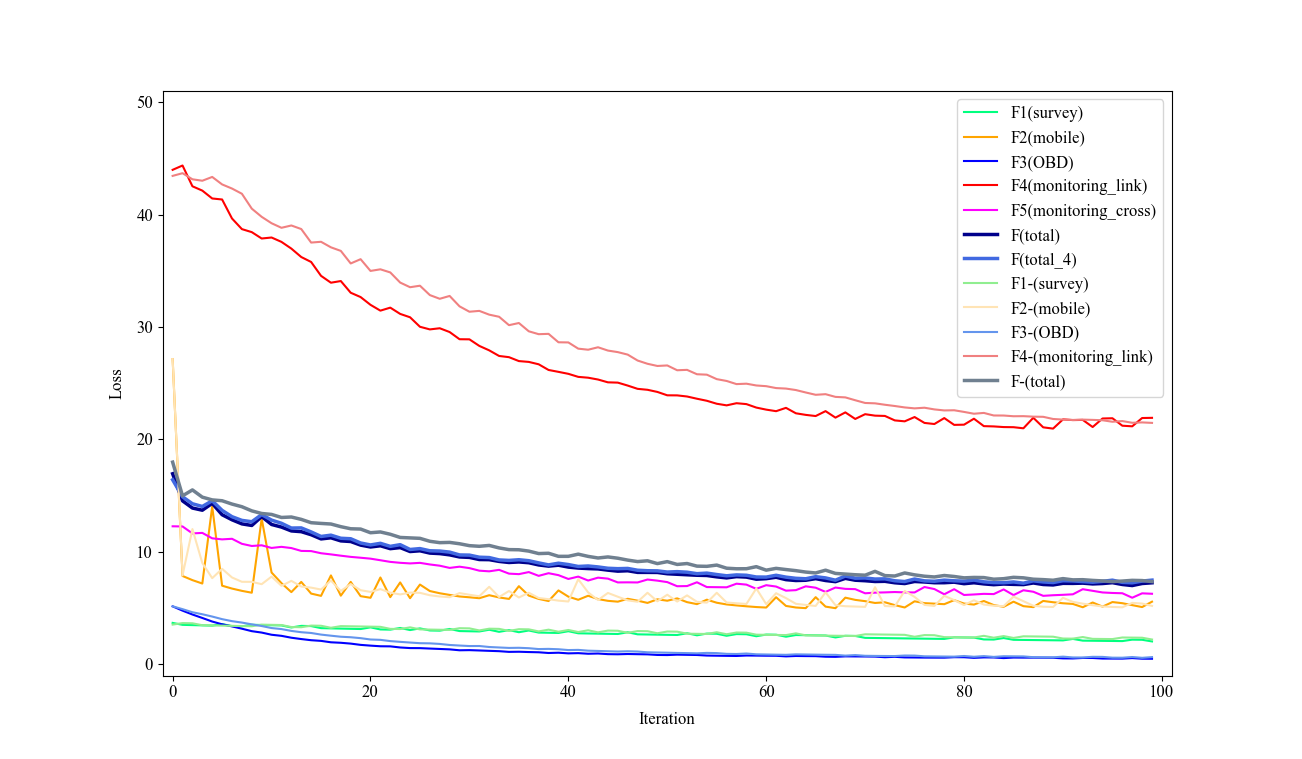 50
40
30
20
10
0
Loss
0 20 40 60 80 100
Iteration
F1(survey)
F2(mobile)
F3(OBD)
F4(monitoring_link)
F5(monitoring_cross)
F(total)
F(total_4)
F1-(survey)
F2-(mobile)
F3-(OBD)
F4-(monitoring_link)
F-(total)